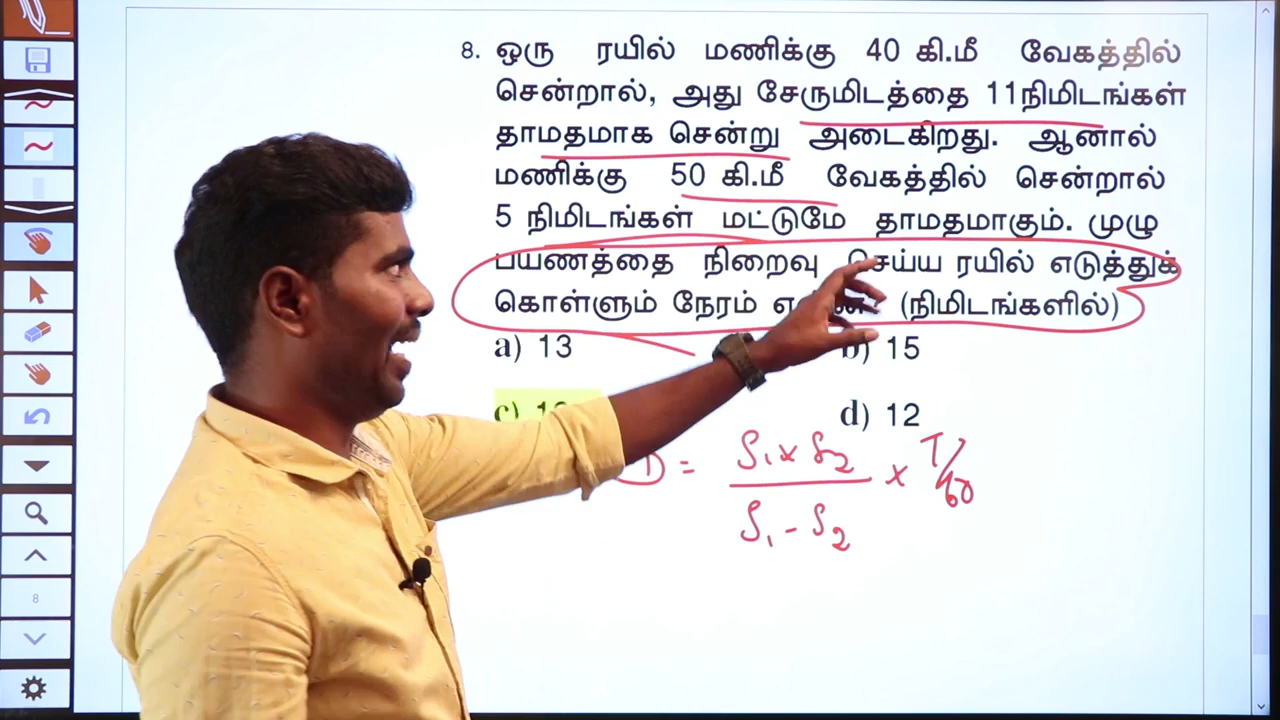 8. ஒரு ரயில் மணிக்கு 40 கி.மீ வேகத்தில்
சென்றால், அது சேருமிடத்தை 11நிமிடங்கள்
தாமதமாக சென்று அடைகிறது. ஆனால்
மணிக்கு 50 கி.மீ வேகத்தில் சென்றால்
5 நிமிடங்கள் மட்டுமே தாமதமாகும். முழு
பயணத்தை நிறைவு செய்ய ரயில் எடுத்துக்
கொள்ளும் நேரம் (நிமிடங்களில்)
a) 13 b) 15
c) d) 12
D = S₁ × S₂ / S₁ - S₂ × T/60
8